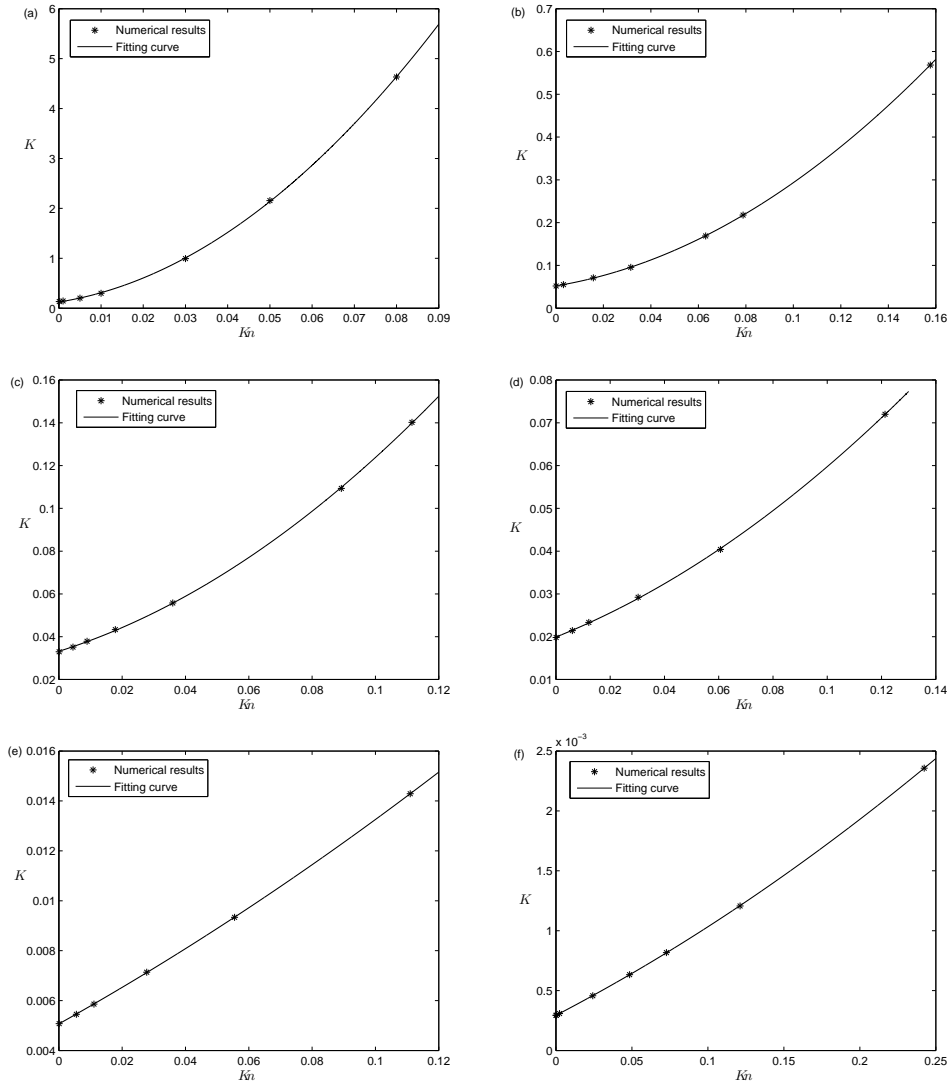 (a)
6
5
4
3
2
1
0
K
Numerical results
Fitting curve
0 0.01 0.02 0.03 0.04 0.05 0.06 0.07 0.08 0.09
Kn
(b)
0.7
0.6
0.5
0.4
0.3
0.2
0.1
0
K
Numerical results
Fitting curve
0 0.02 0.04 0.06 0.08 0.1 0.12 0.14 0.16
Kn
(c)
0.16
0.14
0.12
0.1
0.08
0.06
0.04
0.02
K
Numerical results
Fitting curve
0 0.02 0.04 0.06 0.08 0.1 0.12
Kn
(d)
0.08
0.07
0.06
0.05
0.04
0.03
0.02
0.01
K
Numerical results
Fitting curve
0 0.02 0.04 0.06 0.08 0.1 0.12 0.14
Kn
(e)
0.016
0.014
0.012
0.01
0.008
0.006
0.004
K
Numerical results
Fitting curve
0 0.02 0.04 0.06 0.08 0.1 0.12
Kn
(f)
x 10⁻³
2.5
2
1.5
1
0.5
0
K
Numerical results
Fitting curve
0 0.05 0.1 0.15 0.2 0.25
Kn